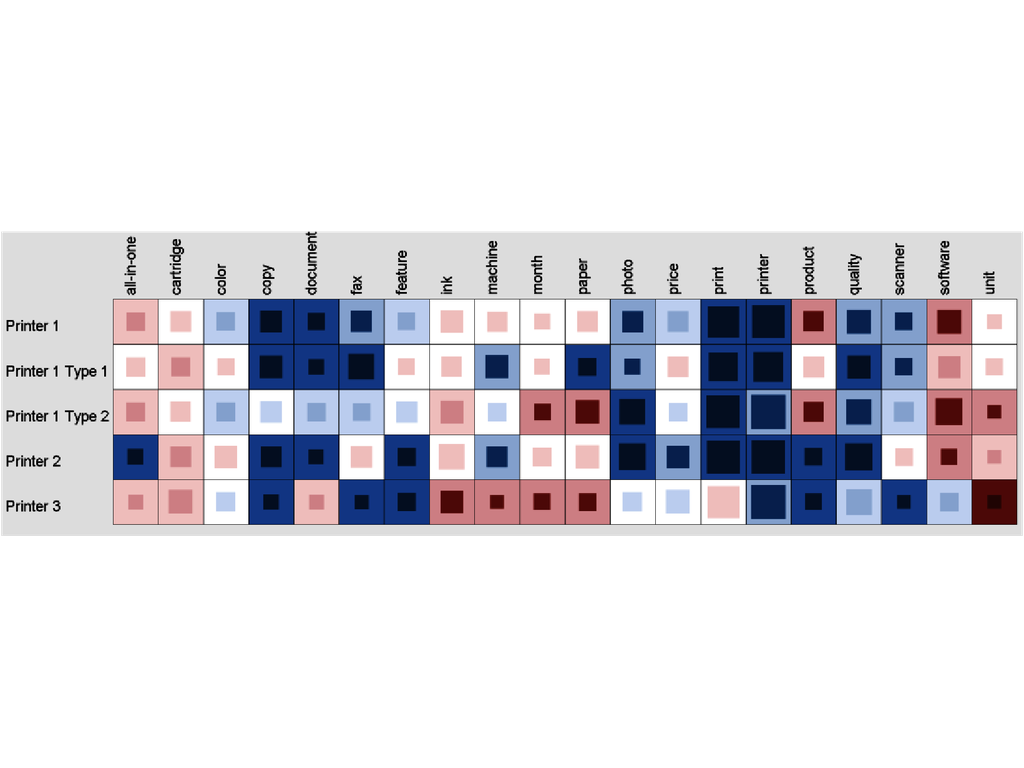 all-in-one cartridge color copy document fax feature ink machine month paper photo price print printer product quality scanner software unit
Printer 1
Printer 1 Type 1
Printer 1 Type 2
Printer 2
Printer 3